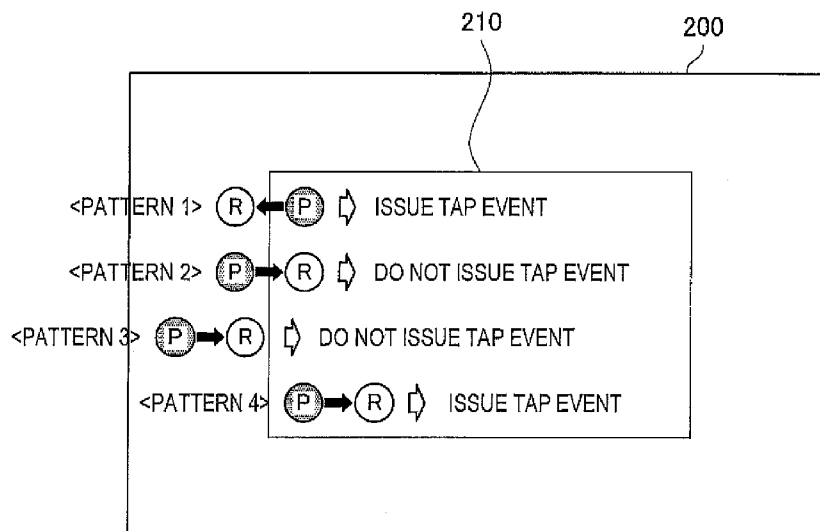 210
200
<PATTERN 1> R P ISSUE TAP EVENT
<PATTERN 2> P R DO NOT ISSUE TAP EVENT
<PATTERN 3> P R DO NOT ISSUE TAP EVENT
<PATTERN 4> P R ISSUE TAP EVENT